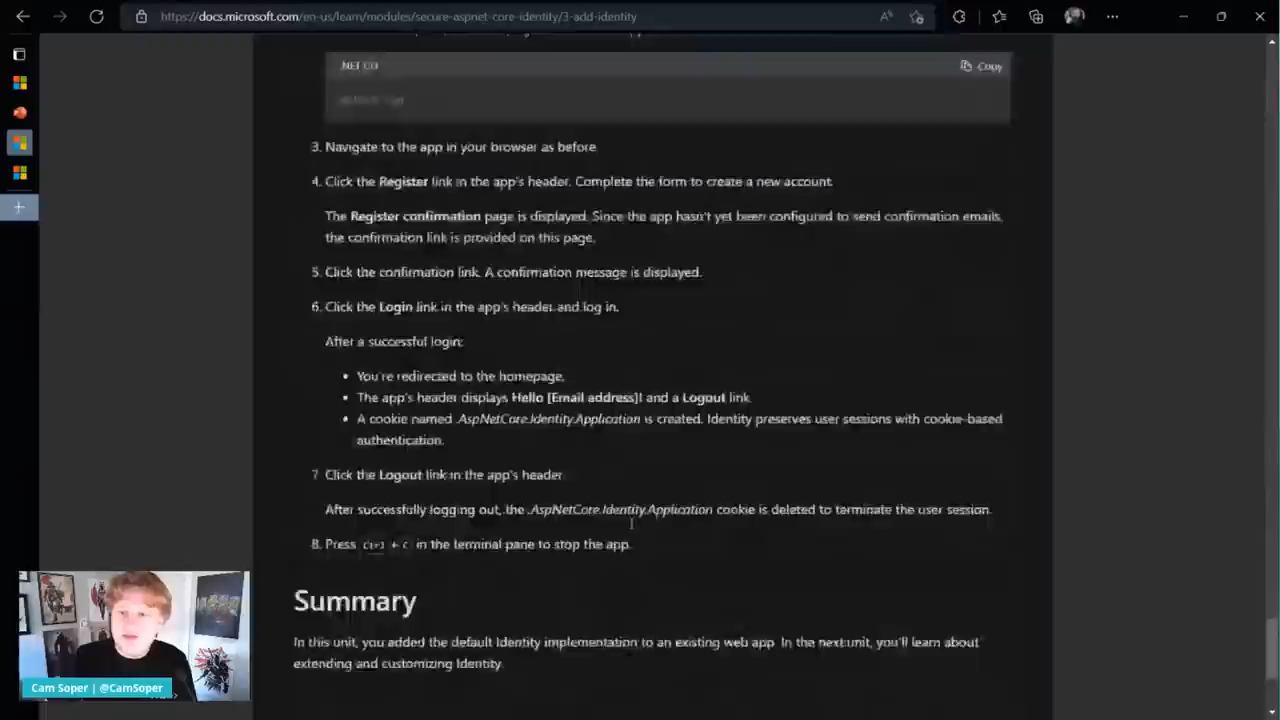 https://docs.microsoft.com/en-us/learn/modules/secure-aspnet-core-identity/3-add-identity
Copy
3. Navigate to the app in your browser as before.
4. Click the Register link in the app's header. Complete the form to create a new account.
The Register confirmation page is displayed. Since the app hasn't yet been configured to send confirmation emails,
the confirmation link is provided on this page.
5. Click the confirmation link. A confirmation message is displayed.
6. Click the Login link in the app's header and log in.
After a successful login:
• You're redirected to the homepage.
• The app's header displays Hello [Email address]! and a Logout link.
• A cookie named .AspNetCore.Identity.Application is created. Identity preserves user sessions with cookie-based
authentication.
7. Click the Logout link in the app's header.
After successfully logging out, the .AspNetCore.Identity.Application cookie is deleted to terminate the user session.
8. Press Ctrl + C in the terminal pane to stop the app.
Summary
In this unit, you added the default Identity implementation to an existing web app. In the next unit, you'll learn about
extending and customizing Identity.
Cam Soper | @CamSoper